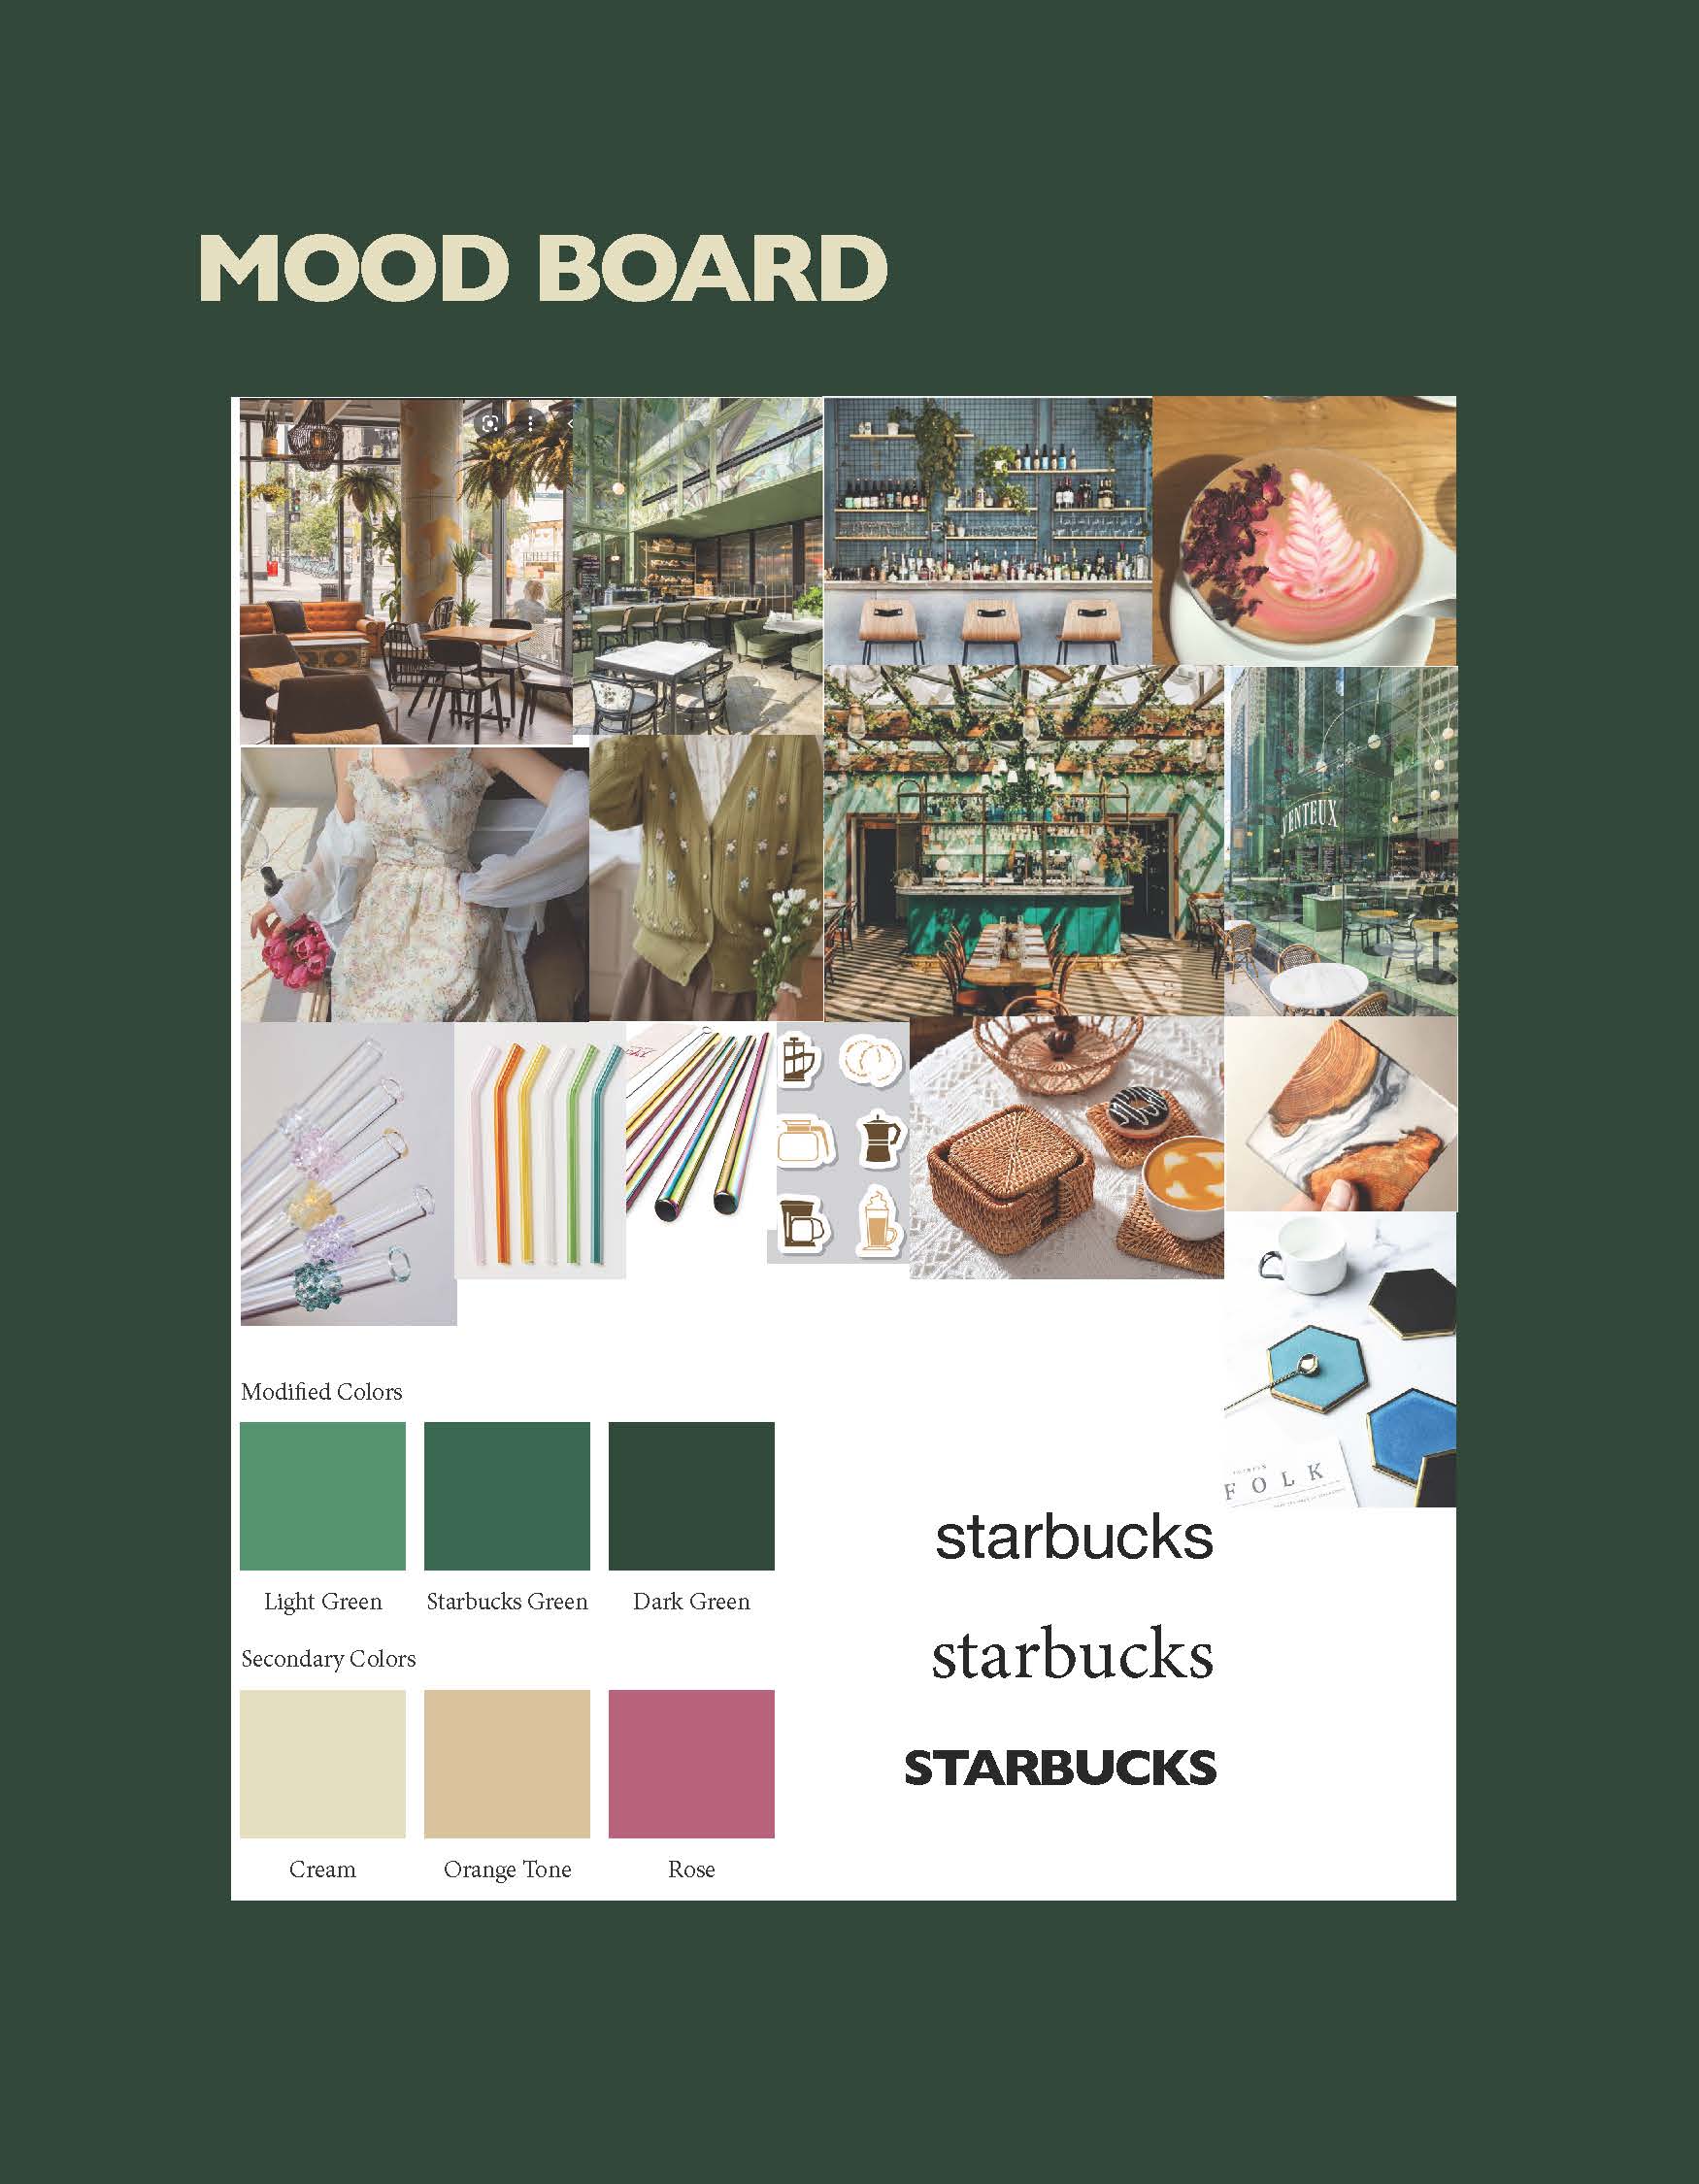 MOOD BOARD
VENTEUX
FOLK
Modified Colors
Light Green
Starbucks Green
Dark Green
Secondary Colors
Cream
Orange Tone
Rose
starbucks
starbucks
STARBUCKS